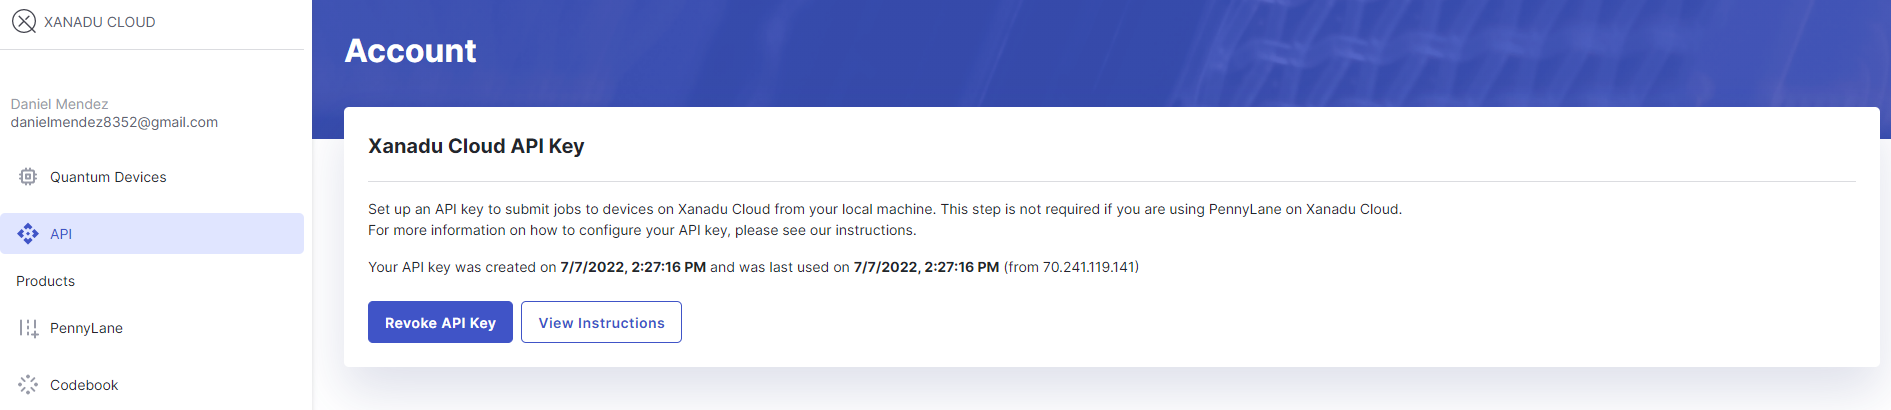 XANADU CLOUD
Daniel Mendez
danielmendez8352@gmail.com
Quantum Devices
API
Products
PennyLane
Codebook
Account
Xanadu Cloud API Key
Set up an API key to submit jobs to devices on Xanadu Cloud from your local machine. This step is not required if you are using PennyLane on Xanadu Cloud.
For more information on how to configure your API key, please see our instructions.
Your API key was created on 7/7/2022, 2:27:16 PM and was last used on 7/7/2022, 2:27:16 PM (from 70.241.119.141)
Revoke API Key
View Instructions